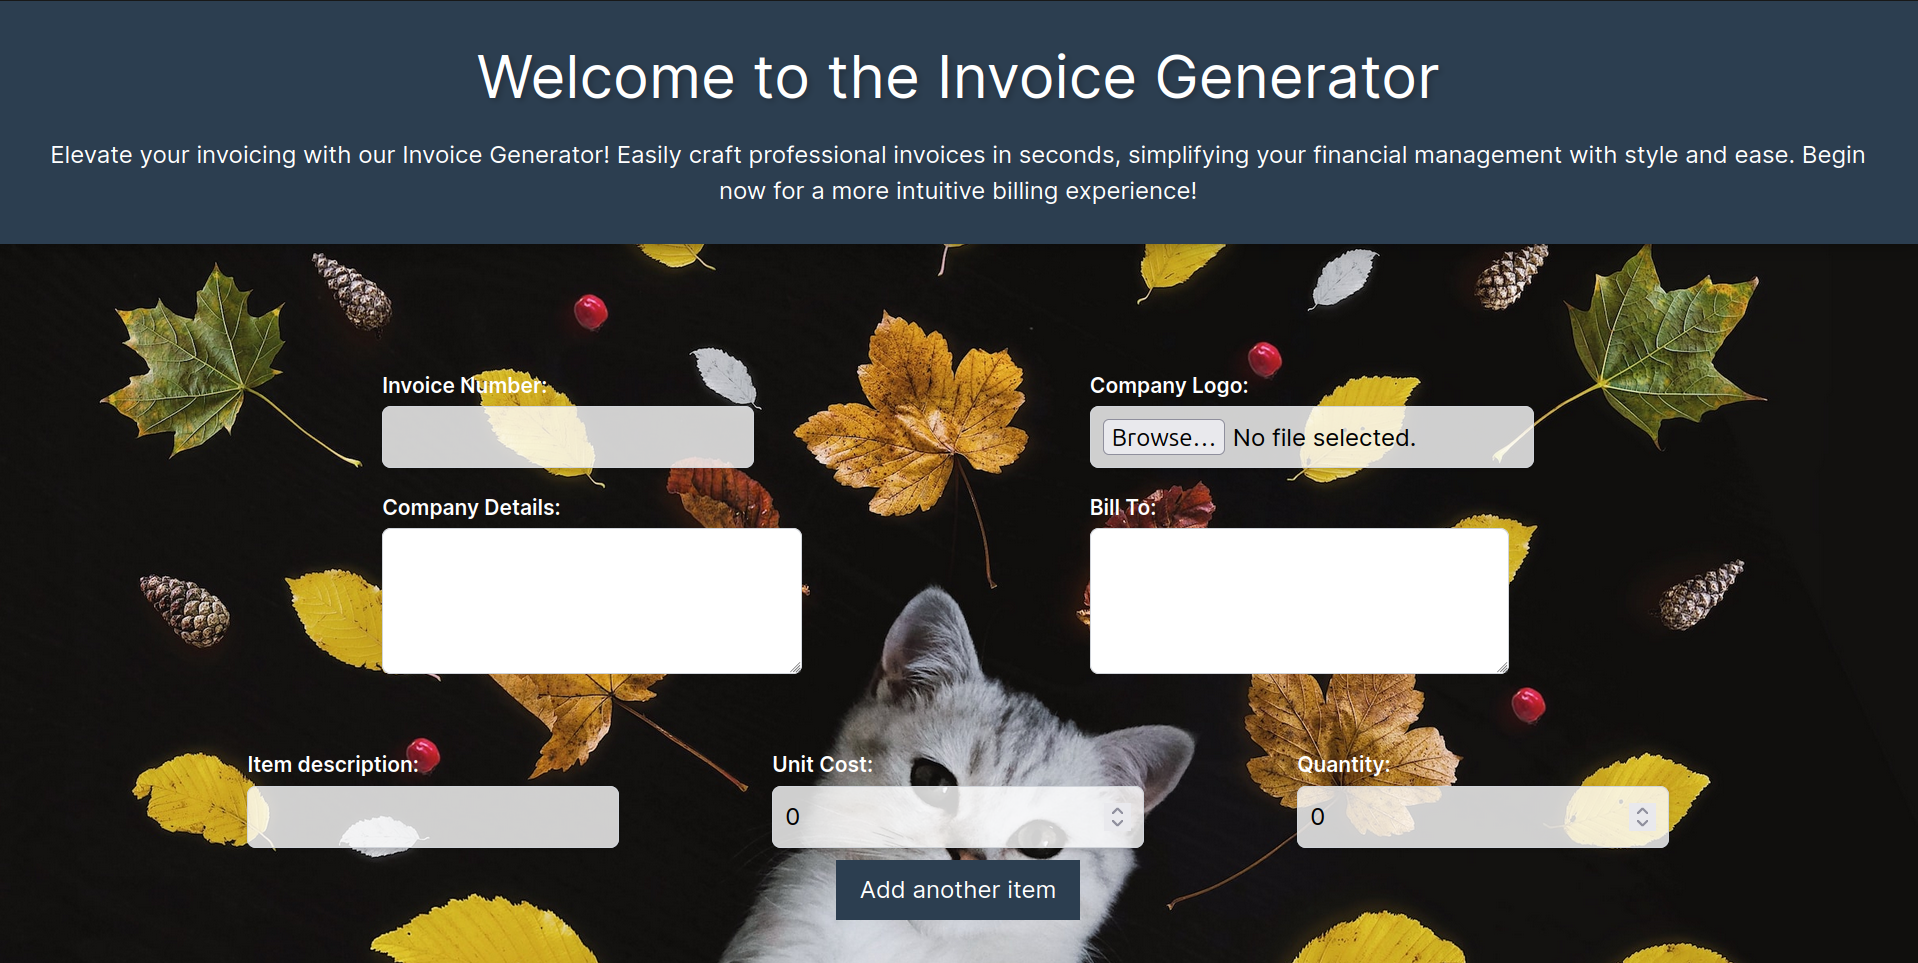 Welcome to the Invoice Generator
Elevate your invoicing with our Invoice Generator! Easily craft professional invoices in seconds, simplifying your financial management with style and ease. Begin
now for a more intuitive billing experience!
Invoice Number:
Company Logo:
Browse... No file selected.
Company Details:
Bill To:
Item description:
Unit Cost:
Quantity:
0
0
Add another item